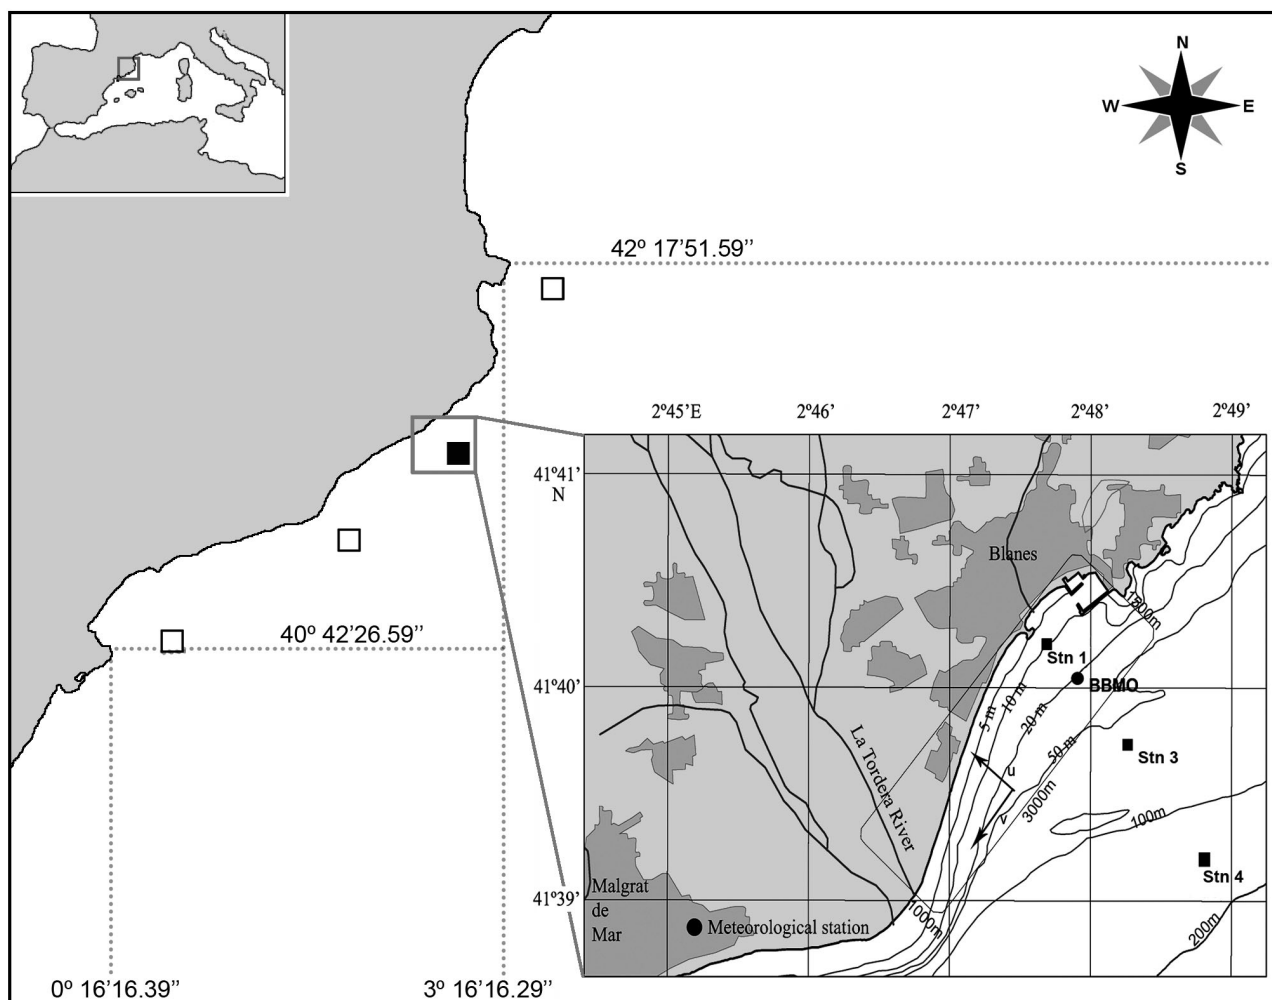 N
W
E
S
42º 17’51.59’’
2º45’E
2º46’
2º47’
2º48’
2º49’
41º41’
N
Blanes
1500m
Stn 1
41º40’
BBMO
5 m
10 m
20 m
50 m
Stn 3
La Tordera River
u
v
3000m
100m
40º 42’26.59’’
Stn 4
41º39’
Malgrat
de
Mar
Meteorological station
1000m
200m
0º 16’16.39’’
3º 16’16.29’’